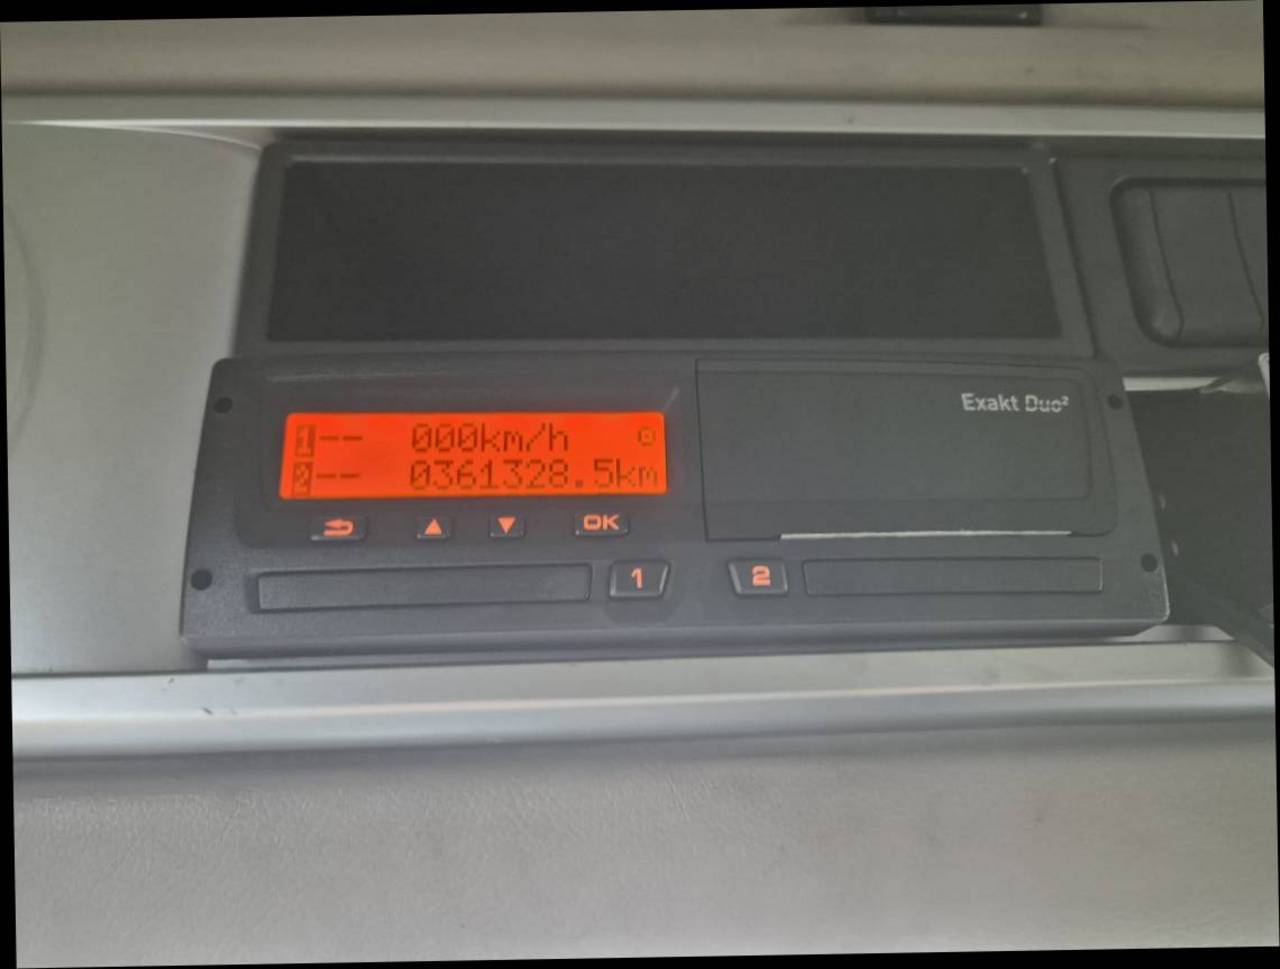 Exakt Duo²
1-- 000km/h
2-- 0361328.5km
OK
1
2